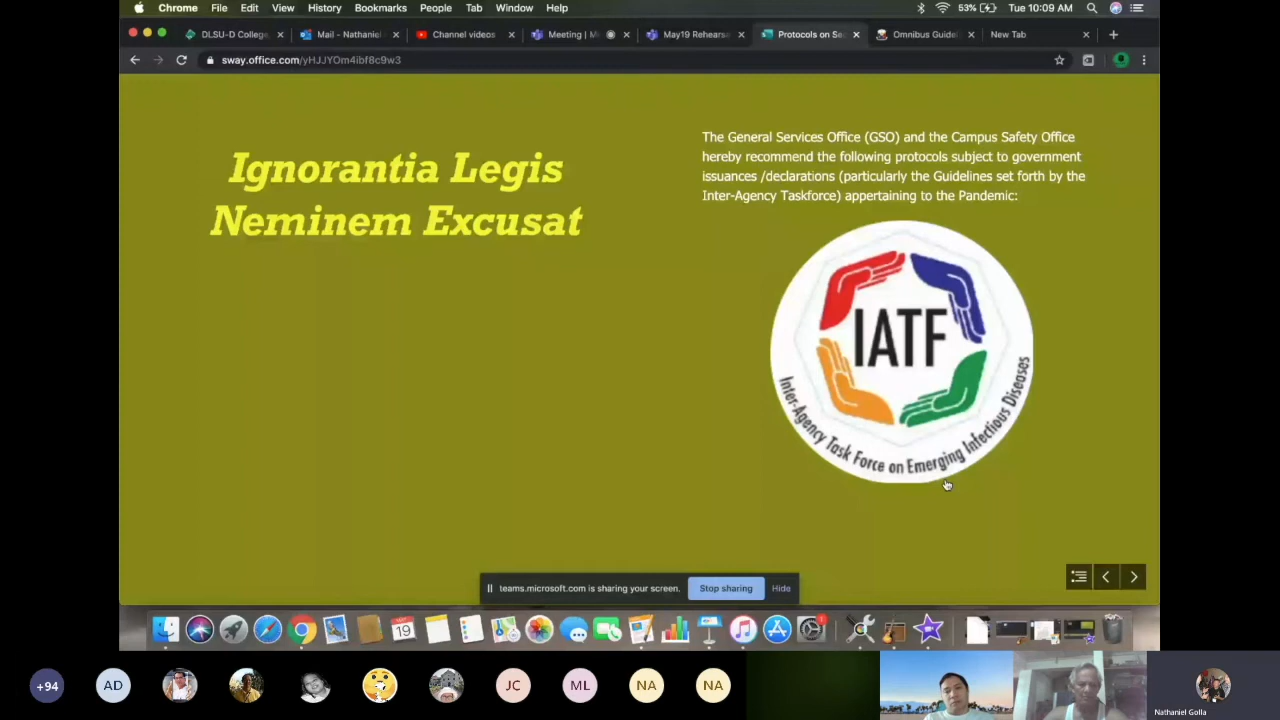 Chrome File Edit View History Bookmarks People Tab Window Help 53% Tue 10:09 AM
DLSU-D College Mail - Nathaniel Channel videos Meeting | M May19 Rehears Protocols on Se Omnibus Guide New Tab
sway.office.com/yHJJYOm4ibf8c9w3
Ignorantia Legis
Neminem Excusat
The General Services Office (GSO) and the Campus Safety Office
hereby recommend the following protocols subject to government
issuances /declarations (particularly the Guidelines set forth by the
Inter-Agency Taskforce) appertaining to the Pandemic:
IATF
Inter-Agency Task Force on Emerging Infectious Diseases
teams.microsoft.com is sharing your screen. Stop sharing Hide
19
+94 AD JC ML NA NA
Nathaniel Golla